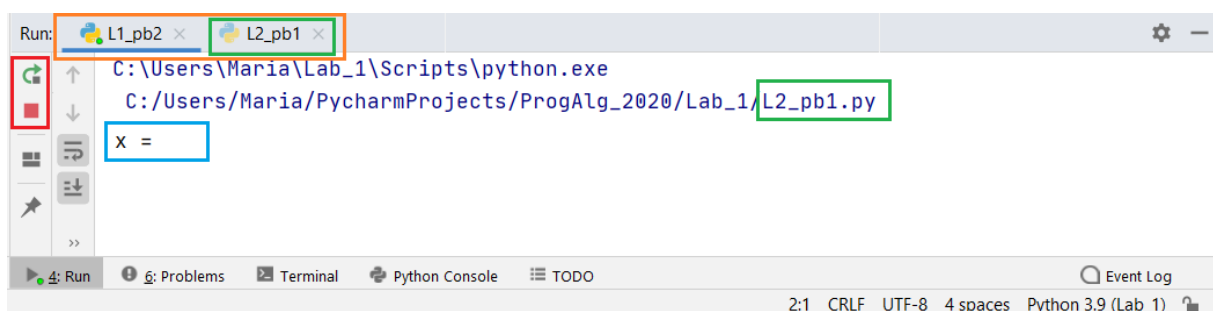 Run: L1_pb2 × L2_pb1 ×
C:\Users\Maria\Lab_1\Scripts\python.exe
C:/Users/Maria/PycharmProjects/ProgAlg_2020/Lab_1/L2_pb1.py
x =
4: Run 6: Problems Terminal Python Console TODO Event Log
2:1 CRLF UTF-8 4 spaces Python 3.9 (Lab_1)